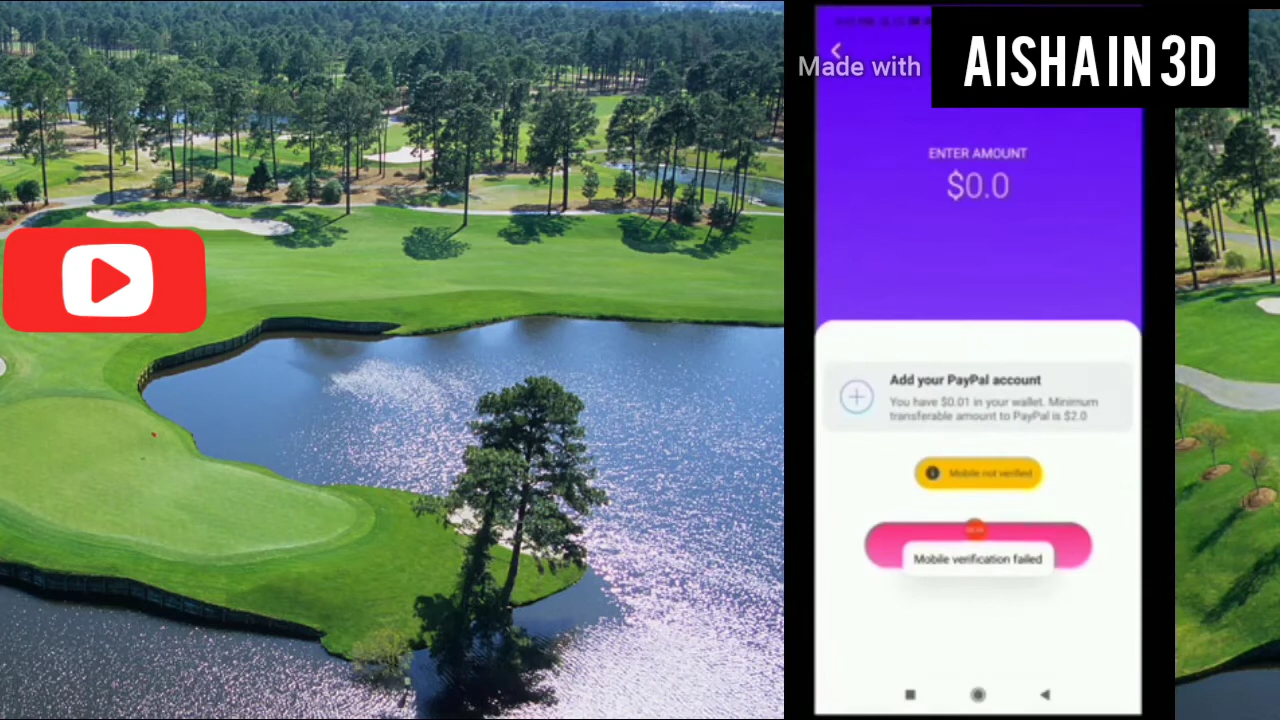 Made with
AISHA IN 3D
ENTER AMOUNT
$0.0
Add your PayPal account
You have $0.01 in your wallet. Minimum
transferable amount to PayPal is $2.0
Mobile not verified
Mobile verification failed